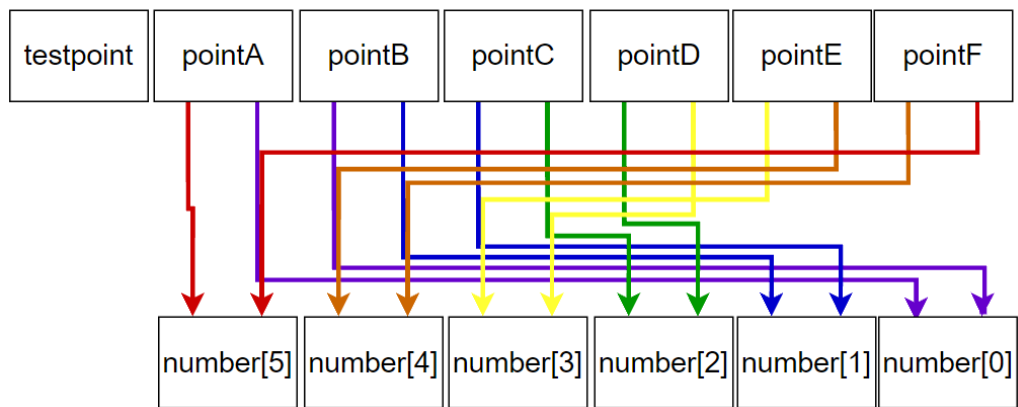 testpoint pointA pointB pointC pointD pointE pointF
number[5] number[4] number[3] number[2] number[1] number[0]